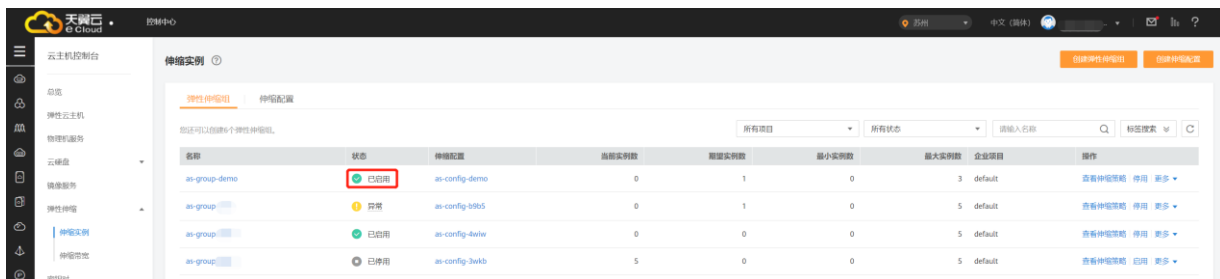 天翼云 控制中心 苏州 中文 (简体)
e Cloud
云主机控制台
伸缩实例 创建弹性伸缩组 创建伸缩配置
总览
弹性伸缩组 伸缩配置
弹性云主机
您还可以创建6个弹性伸缩组。 所有项目 所有状态 请输入名称 标签搜索
物理机服务
名称 状态 伸缩配置 当前实例数 期望实例数 最小实例数 最大实例数 企业项目 操作
云硬盘
as-group-demo 已启用 as-config-demo 0 1 0 3 default 查看伸缩策略 停用 更多
镜像服务
as-group 异常 as-config-b9b5 0 1 0 5 default 查看伸缩策略 停用 更多
弹性伸缩
伸缩实例
as-group 已启用 as-config-4wiw 0 0 0 5 default 查看伸缩策略 停用 更多
伸缩带宽
as-group 已停用 as-config-3wkb 5 0 0 5 default 查看伸缩策略 启用 更多